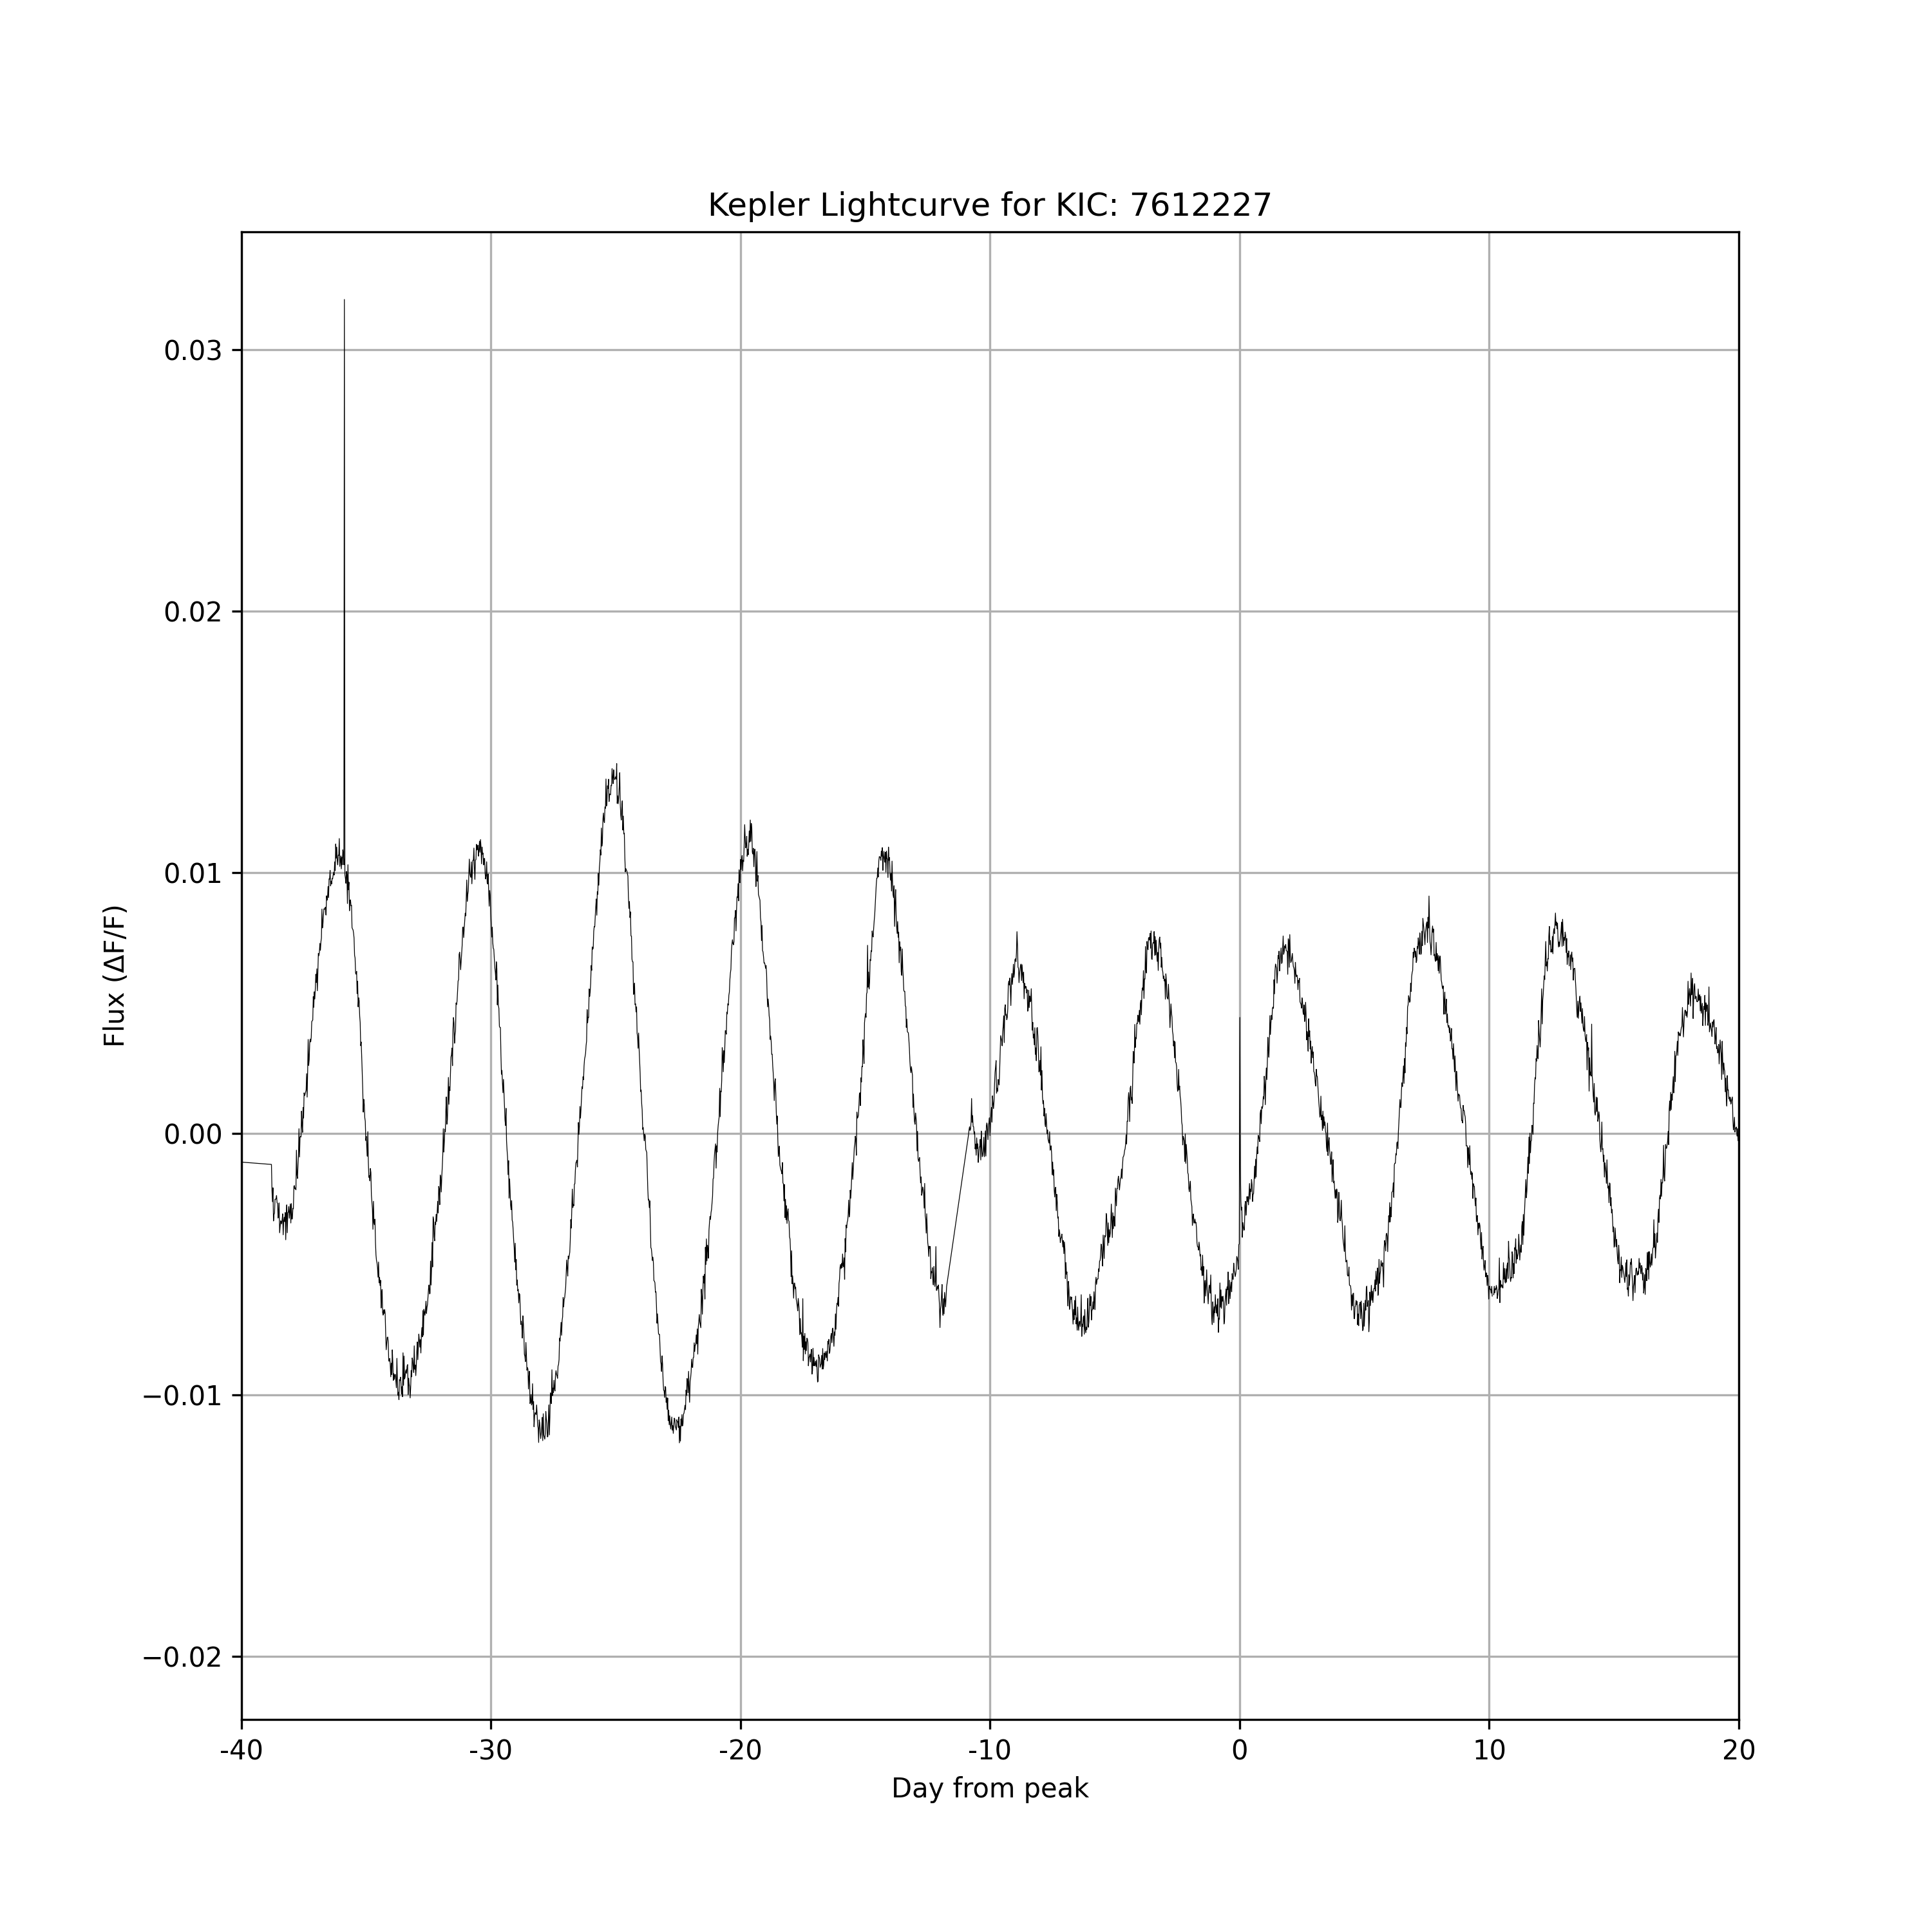 Kepler Lightcurve for KIC: 7612227
0.03
0.02
0.01
0.00
−0.01
−0.02
Flux (ΔF/F)
-40 -30 -20 -10 0 10 20
Day from peak